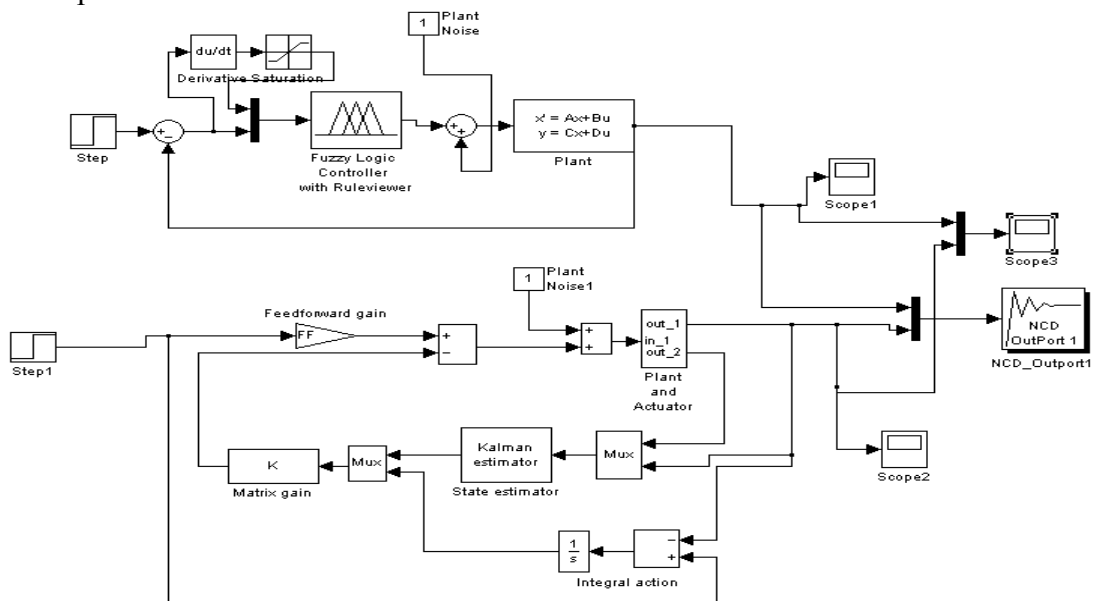 1
Plant
Noise
du/dt
Derivative Saturation
+
−
Step
Fuzzy Logic
Controller
with Ruleviewer
+
+
x' = Ax+Bu
y = Cx+Du
Plant
Scope1
Scope3
1
Plant
Noise1
Feedforward gain
FF
+
−
+
+
out_1
in_1
out_2
Plant
and
Actuator
NCD
OutPort 1
NCD_Outport1
Step1
K
Matrix gain
Mux
Kalman
estimator
State estimator
Mux
Scope2
1
s
−
+
Integral action